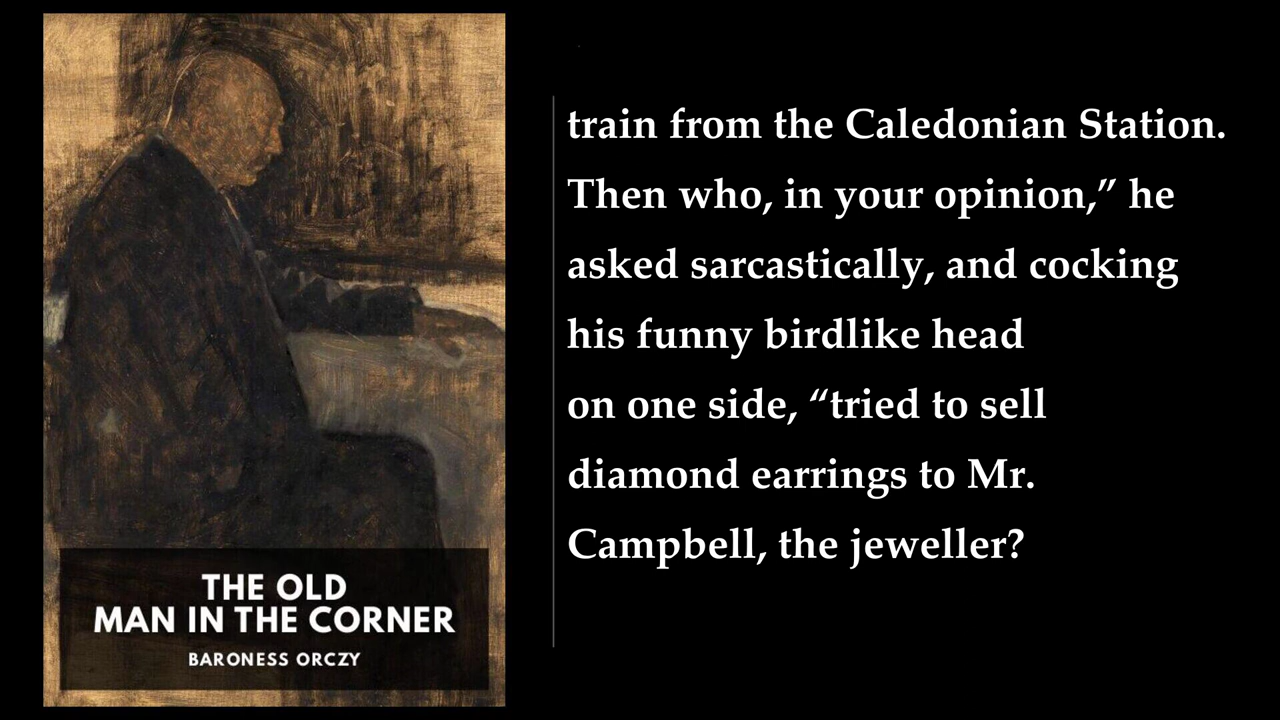 THE OLD
MAN IN THE CORNER
BARONESS ORCZY
train from the Caledonian Station.
Then who, in your opinion,” he
asked sarcastically, and cocking
his funny birdlike head
on one side, “tried to sell
diamond earrings to Mr.
Campbell, the jeweller?